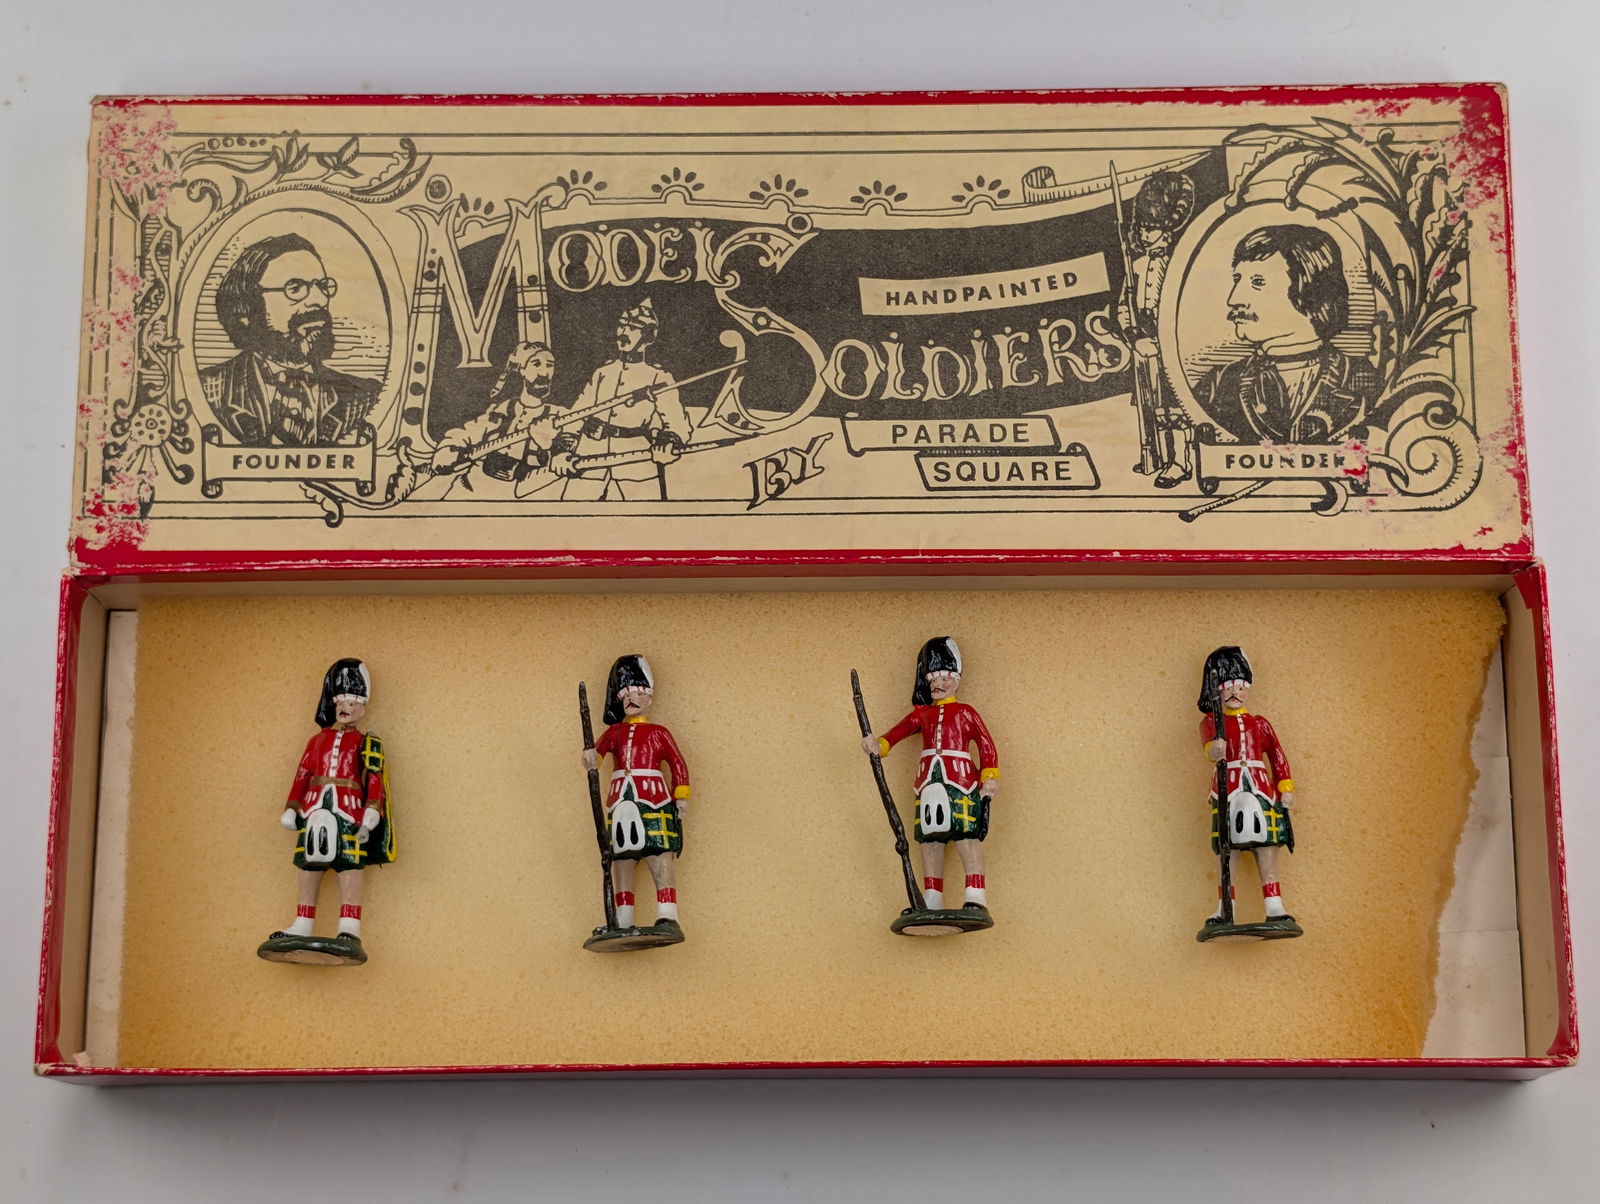 MODEL
SOLDIERS
HANDPAINTED
BY
PARADE
SQUARE
FOUNDER
FOUNDER